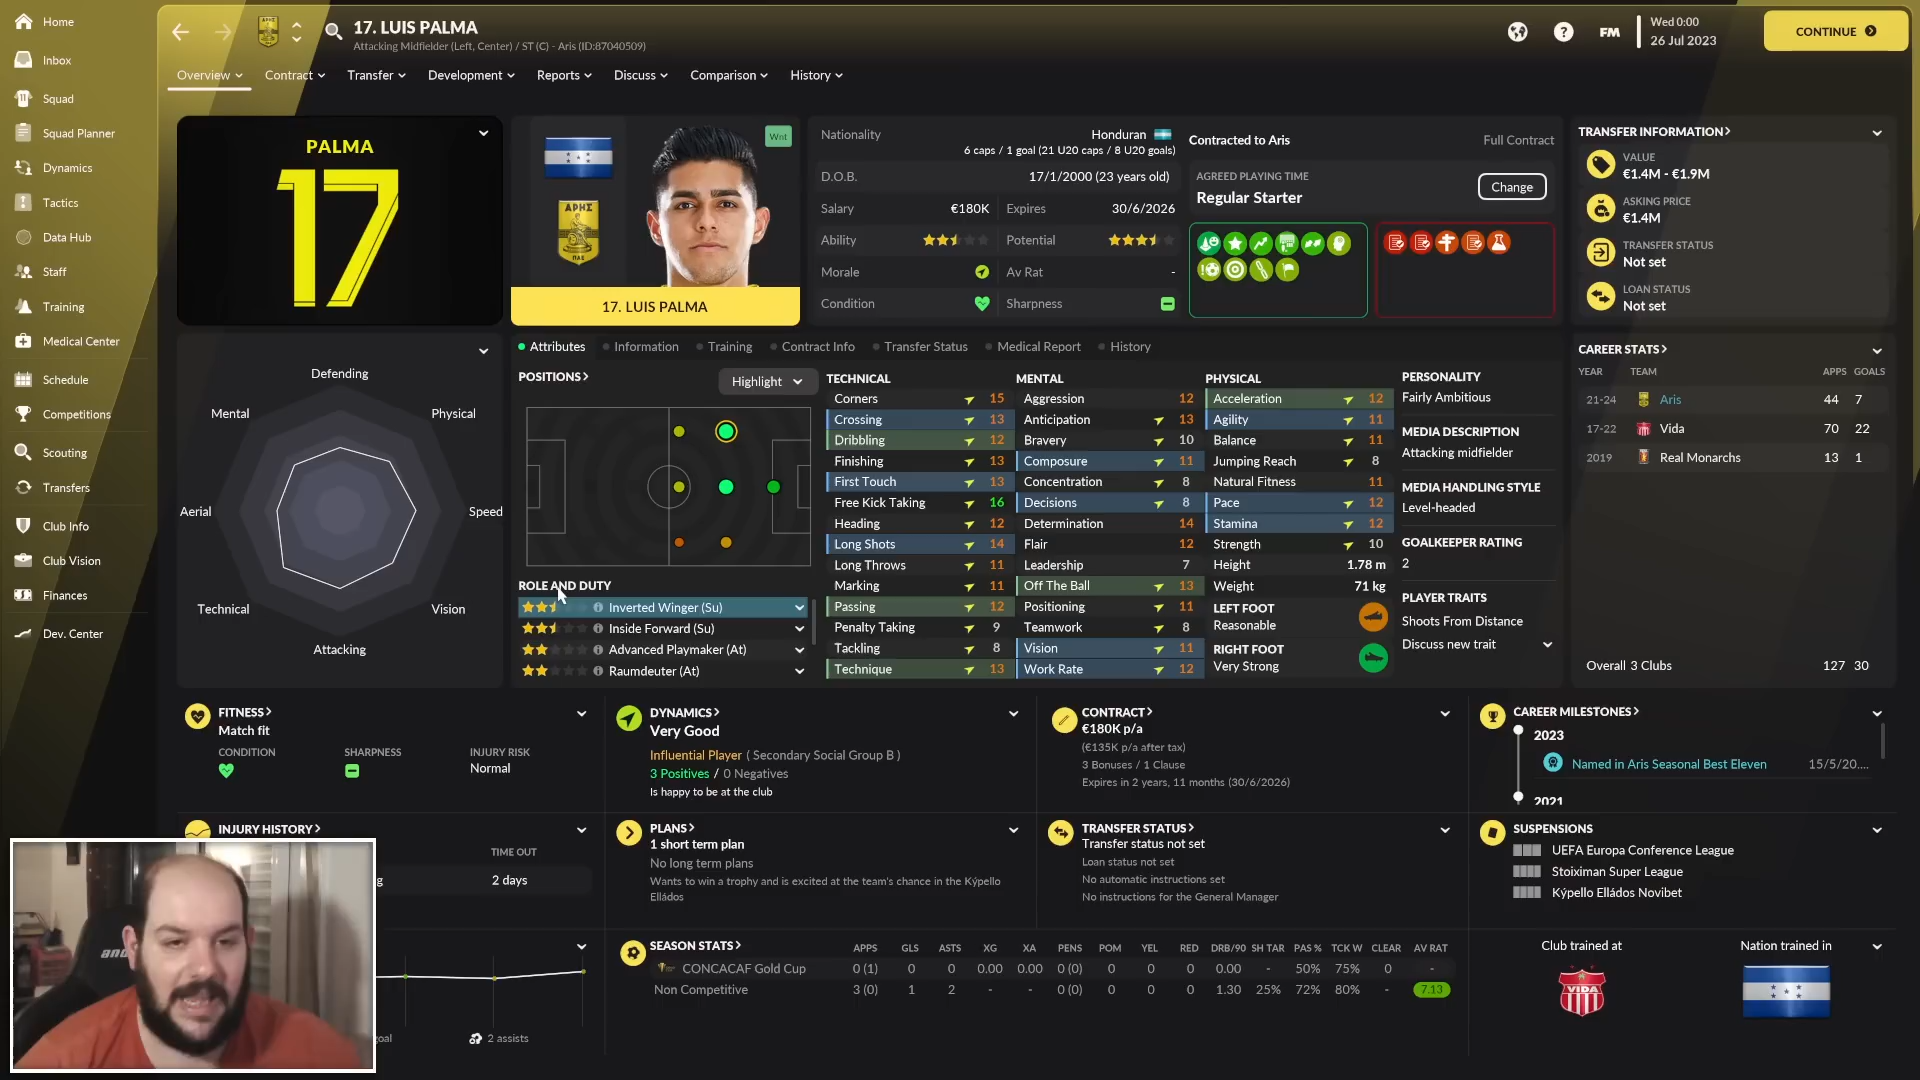 Home
Inbox
Squad
Squad Planner
Dynamics
Tactics
Data Hub
Staff
Training
Medical Center
Schedule
Competitions
Scouting
Transfers
Club Info
Club Vision
Finances
Dev. Center
17. LUIS PALMA
Attacking Midfielder (Left, Center) / ST (C) - Aris (ID:87040509)
FM
Wed 0:00
26 Jul 2023
CONTINUE
Overview
Contract
Transfer
Development
Reports
Discuss
Comparison
History
PALMA
17
ΑΡΗΣ
ΠΑΕ
Wnt
17. LUIS PALMA
Nationality Honduran
6 caps / 1 goal (21 U20 caps / 8 U20 goals)
D.O.B. 17/1/2000 (23 years old)
Salary €180K Expires 30/6/2026
Ability Potential
Morale Av Rat -
Condition Sharpness
Contracted to Aris Full Contract
AGREED PLAYING TIME
Regular Starter
Change
TRANSFER INFORMATION>
VALUE
€1.4M - €1.9M
ASKING PRICE
€1.4M
TRANSFER STATUS
Not set
LOAN STATUS
Not set
Defending
Physical
Speed
Vision
Attacking
Technical
Aerial
Mental
Attributes
Information
Training
Contract Info
Transfer Status
Medical Report
History
POSITIONS>
Highlight
ROLE AND DUTY
Inverted Winger (Su)
Inside Forward (Su)
Advanced Playmaker (At)
Raumdeuter (At)
TECHNICAL
Corners 15
Crossing 13
Dribbling 12
Finishing 13
First Touch 13
Free Kick Taking 16
Heading 12
Long Shots 14
Long Throws 11
Marking 11
Passing 12
Penalty Taking 9
Tackling 8
Technique 13
MENTAL
Aggression 12
Anticipation 13
Bravery 10
Composure 11
Concentration 8
Decisions 8
Determination 14
Flair 12
Leadership 7
Off The Ball 13
Positioning 11
Teamwork 8
Vision 11
Work Rate 12
PHYSICAL
Acceleration 12
Agility 11
Balance 11
Jumping Reach 8
Natural Fitness 11
Pace 12
Stamina 12
Strength 10
Height 1.78 m
Weight 71 kg
LEFT FOOT
Reasonable
RIGHT FOOT
Very Strong
PERSONALITY
Fairly Ambitious
MEDIA DESCRIPTION
Attacking midfielder
MEDIA HANDLING STYLE
Level-headed
GOALKEEPER RATING
2
PLAYER TRAITS
Shoots From Distance
Discuss new trait
CAREER STATS>
YEAR TEAM APPS GOALS
21-24 Aris 44 7
17-22 Vida 70 22
2019 Real Monarchs 13 1
Overall 3 Clubs 127 30
FITNESS>
Match fit
CONDITION SHARPNESS INJURY RISK
Normal
DYNAMICS>
Very Good
Influential Player ( Secondary Social Group B )
3 Positives / 0 Negatives
Is happy to be at the club
CONTRACT>
€180K p/a
(€135K p/a after tax)
3 Bonuses / 1 Clause
Expires in 2 years, 11 months (30/6/2026)
CAREER MILESTONES>
2023
Named in Aris Seasonal Best Eleven 15/5/20....
2021
INJURY HISTORY>
TIME OUT
g 2 days
PLANS>
1 short term plan
No long term plans
Wants to win a trophy and is excited at the team's chance in the Kýpello
Elládos
TRANSFER STATUS>
Transfer status not set
Loan status not set
No automatic instructions set
No instructions for the General Manager
SUSPENSIONS
UEFA Europa Conference League
Stoiximan Super League
Kýpello Elládos Novibet
oal 2 assists
SEASON STATS> APPS GLS ASTS XG XA PENS POM YEL RED DRB/90 SH TAR PAS % TCK W CLEAR AV RAT
CONCACAF Gold Cup 0 (1) 0 0 0.00 0.00 0 (0) 0 0 0 0.00 - 50% 75% 0 -
Non Competitive 3 (0) 1 2 - - 0 (0) 0 0 0 1.30 25% 72% 80% - 7.13
Club trained at
Nation trained in
VIDA
and